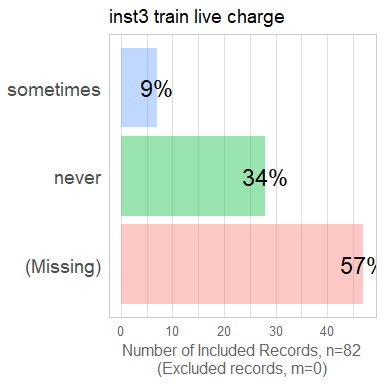 inst3 train live charge
sometimes
9%
never
34%
(Missing)
57%
0 10 20 30 40
Number of Included Records, n=82
(Excluded records, m=0)